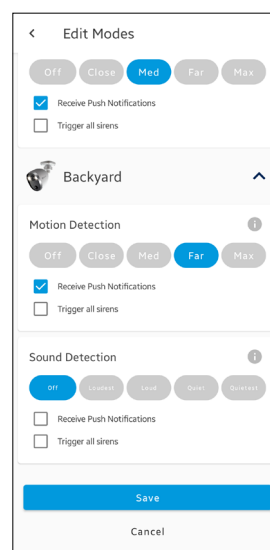 Edit Modes
Off Close Med Far Max
Receive Push Notifications
Trigger all sirens
Backyard
Motion Detection
Off Close Med Far Max
Receive Push Notifications
Trigger all sirens
Sound Detection
Off Loudest Loud Quiet Quietest
Receive Push Notifications
Trigger all sirens
Save
Cancel